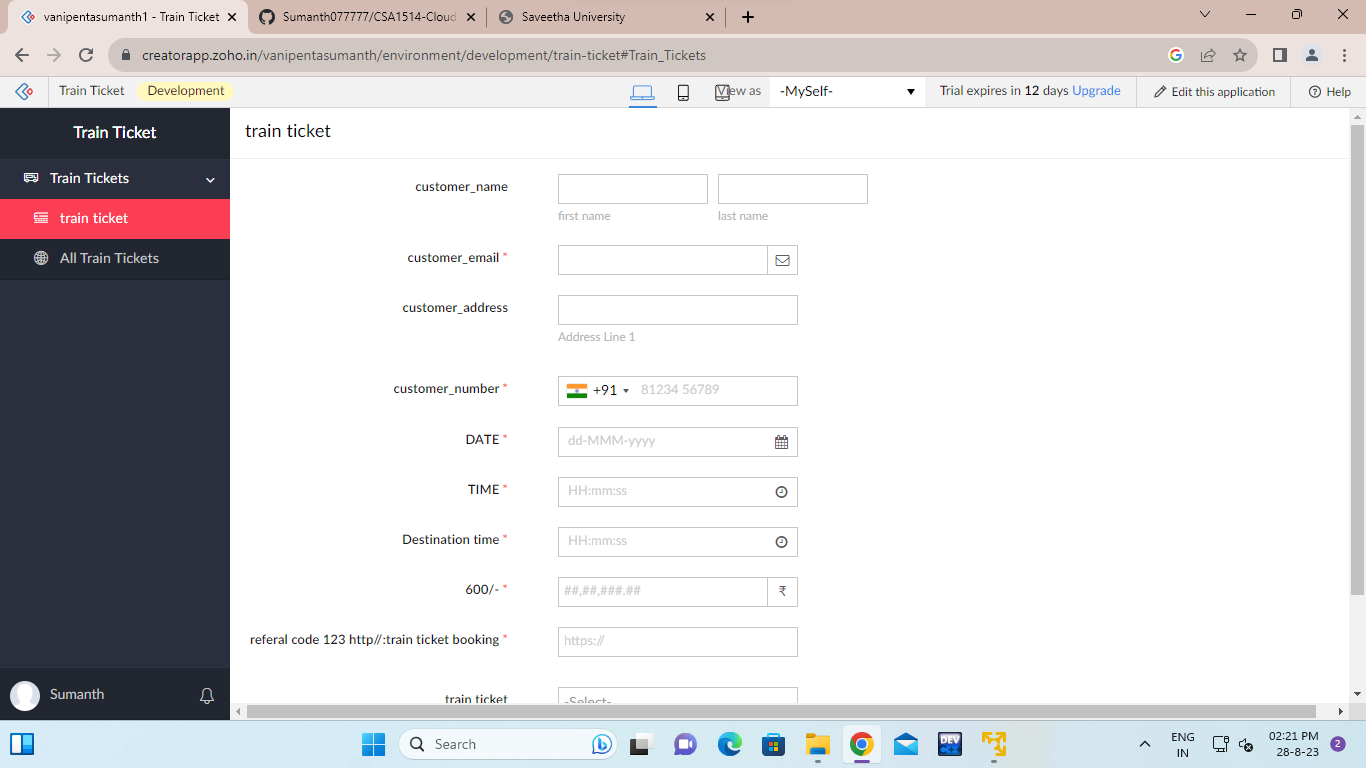 vanipentasumanth1 - Train Ticket
Sumanth077777/CSA1514-Cloud
Saveetha University
creatorapp.zoho.in/vanipentasumanth/environment/development/train-ticket#Train_Tickets
Train Ticket
Development
View as
-MySelf-
Trial expires in 12 days Upgrade
Edit this application
Help
Train Ticket
Train Tickets
train ticket
All Train Tickets
train ticket
customer_name
first name
last name
customer_email *
customer_address
Address Line 1
customer_number *
+91
81234 56789
DATE *
dd-MMM-yyyy
TIME *
HH:mm:ss
Destination time *
HH:mm:ss
600/- *
##,##,###.##
₹
referal code 123 http//:train ticket booking *
https://
train ticket
-Select-
Sumanth
Search
DEV
ENG
IN
02:21 PM
28-8-23
2